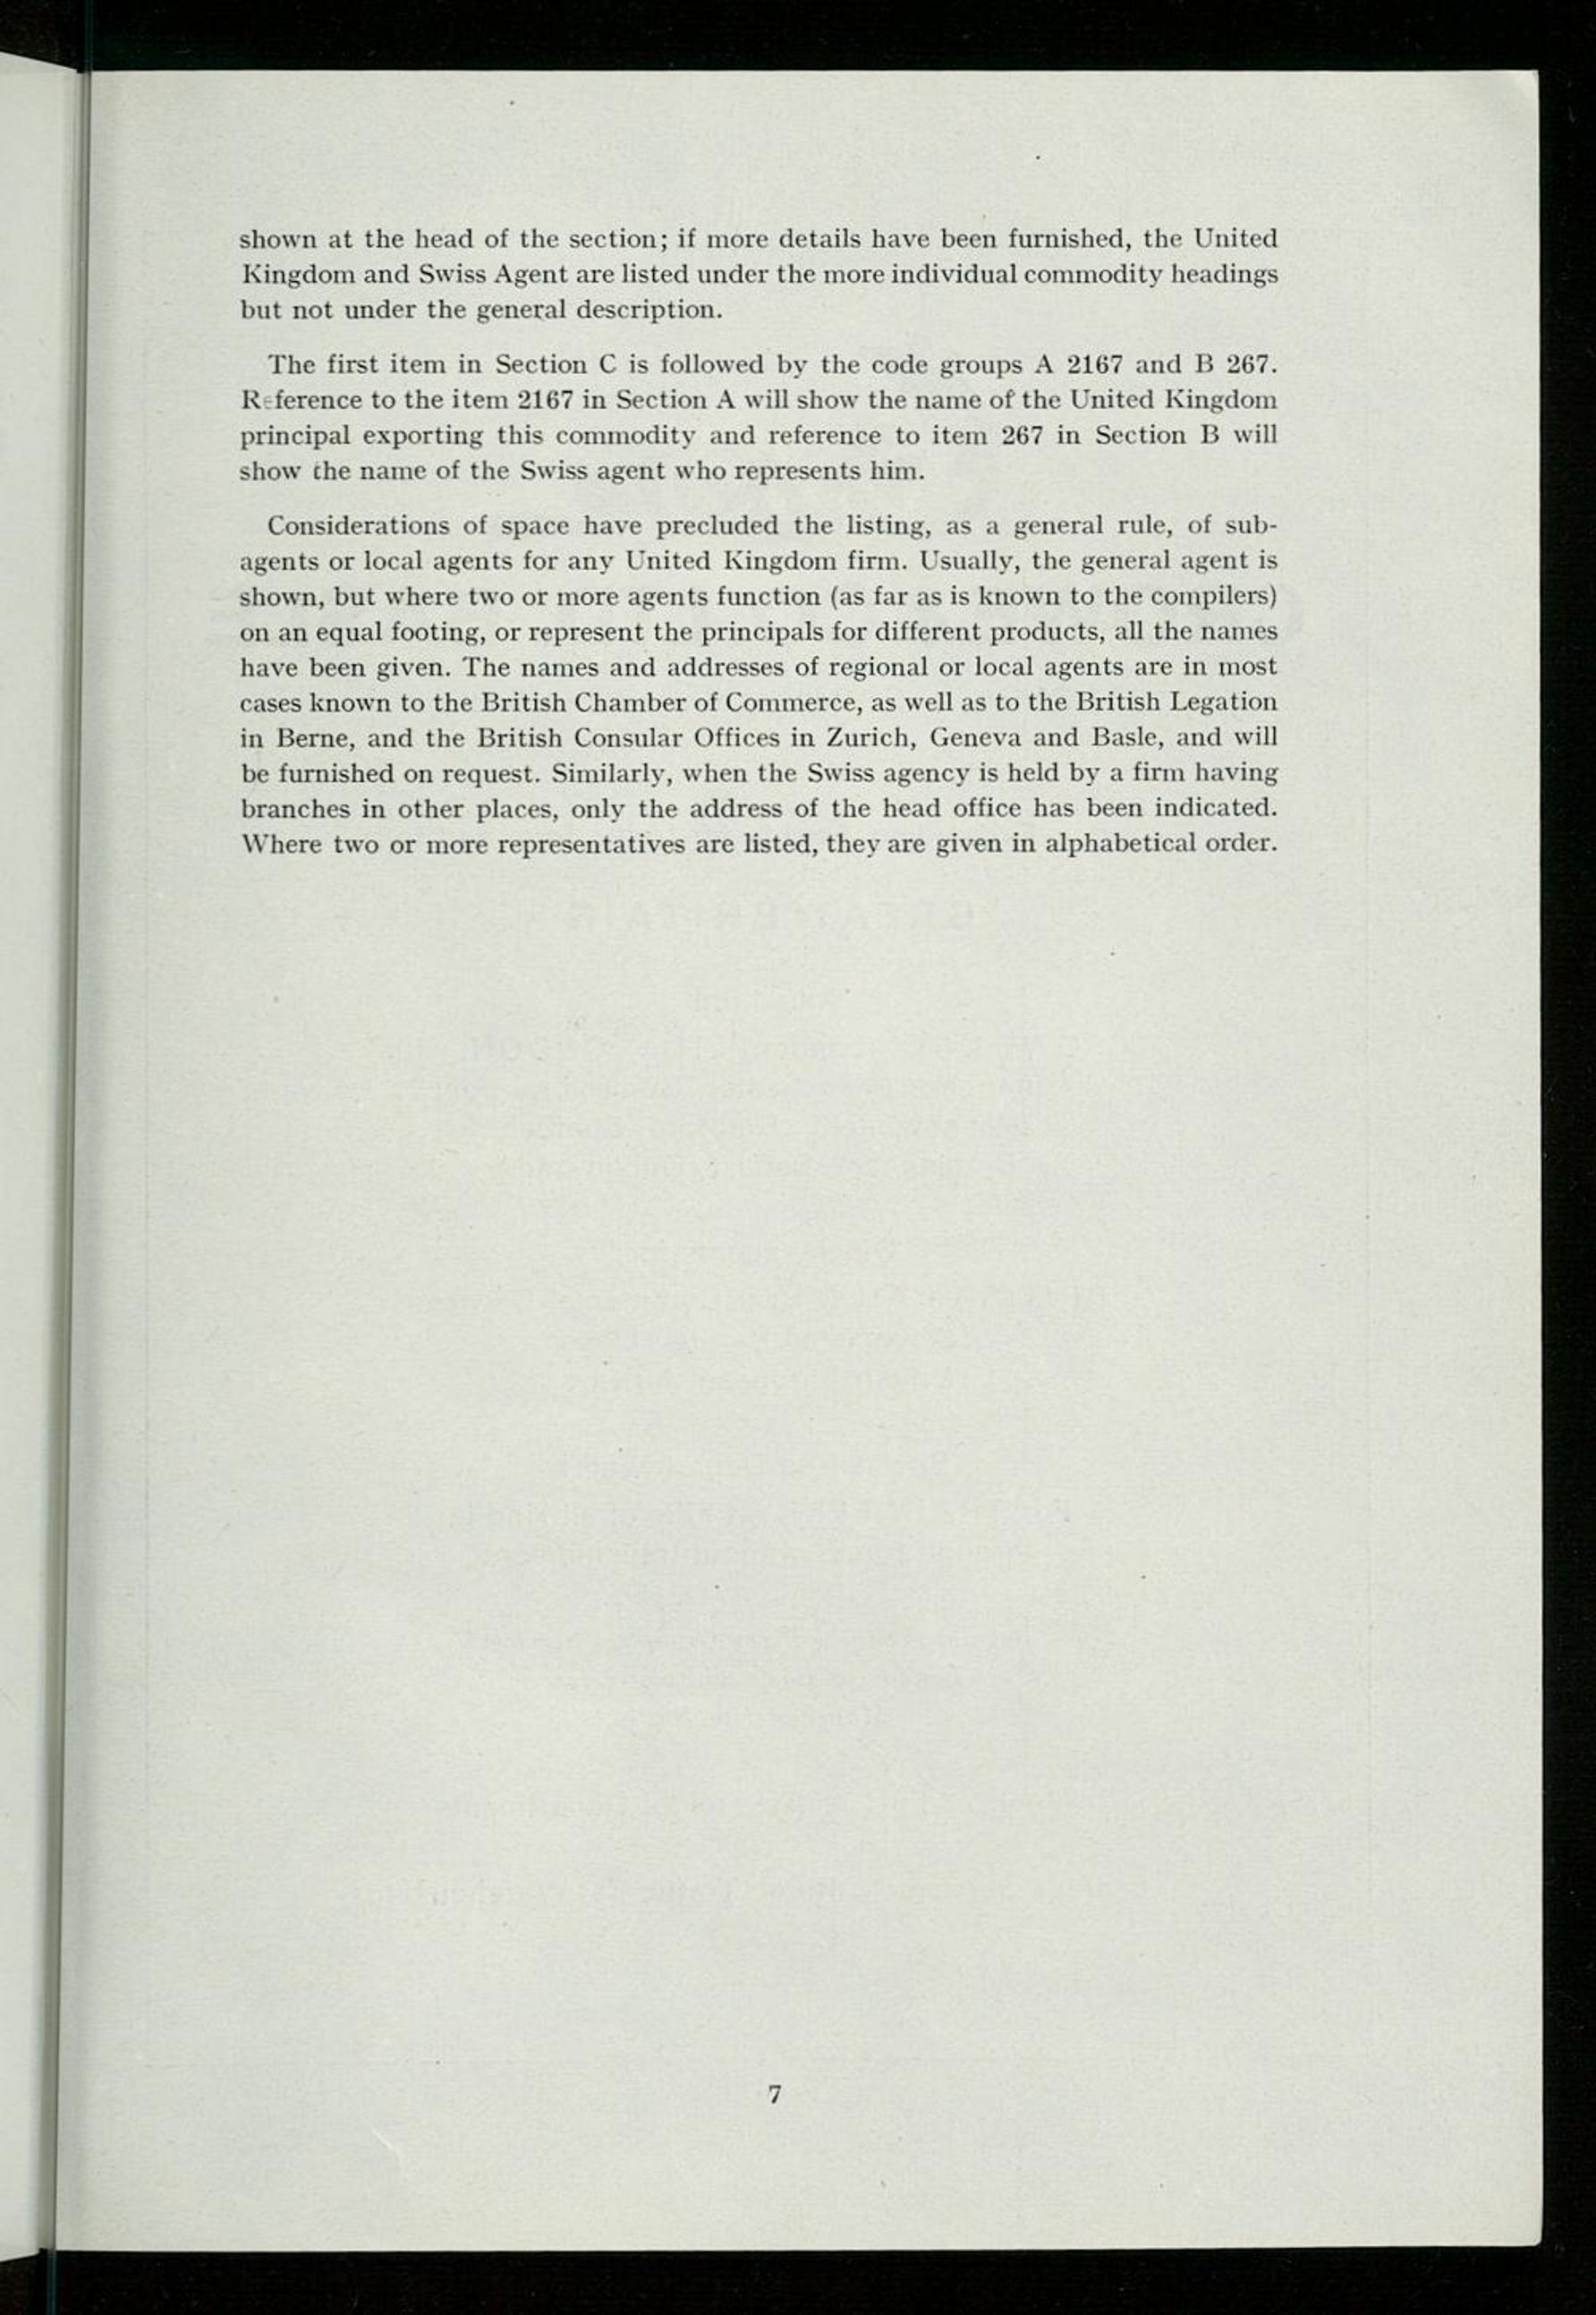 shown at the head of the section; if more details have been furnished, the United
Kingdom and Swiss Agent are listed under the more individual commodity headings
but not under the general description.
The first item in Section C is followed by the code groups A 2167 and B 267.
Reference to the item 2167 in Section A will show the name of the United Kingdom
principal exporting this commodity and reference to item 267 in Section B will
show the name of the Swiss agent who represents him.
Considerations of space have precluded the listing, as a general rule, of sub-
agents or local agents for any United Kingdom firm. Usually, the general agent is
shown, but where two or more agents function (as far as is known to the compilers)
on an equal footing, or represent the principals for different products, all the names
have been given. The names and addresses of regional or local agents are in most
cases known to the British Chamber of Commerce, as well as to the British Legation
in Berne, and the British Consular Offices in Zurich, Geneva and Basle, and will
be furnished on request. Similarly, when the Swiss agency is held by a firm having
branches in other places, only the address of the head office has been indicated.
Where two or more representatives are listed, they are given in alphabetical order.
7